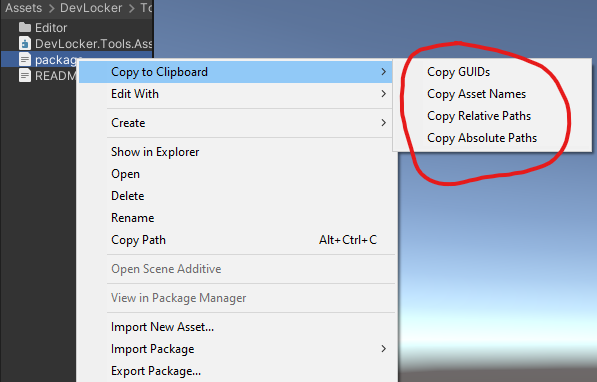 Assets > DevLocker > To
Editor
DevLocker.Tools.Ass
package
READM
Copy to Clipboard
Copy GUIDs
Copy Asset Names
Copy Relative Paths
Copy Absolute Paths
Edit With
Create
Show in Explorer
Open
Delete
Rename
Copy Path Alt+Ctrl+C
Open Scene Additive
View in Package Manager
Import New Asset...
Import Package
Export Package...